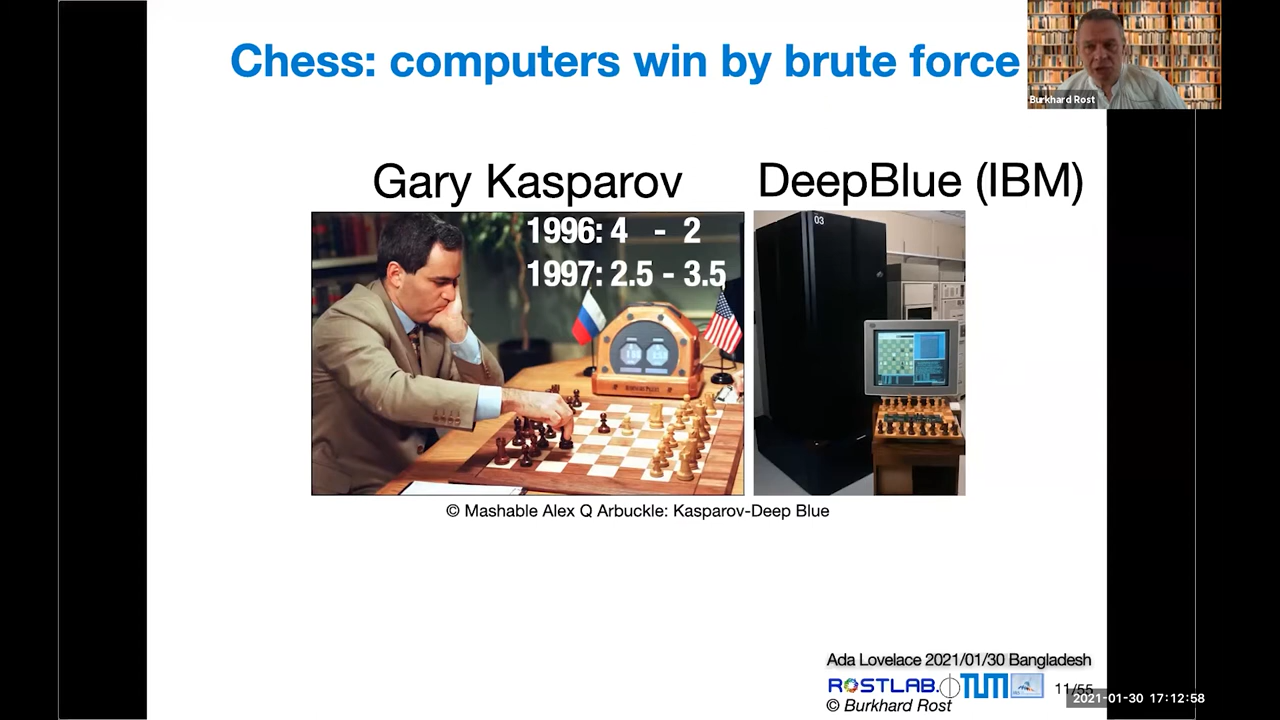 Chess: computers win by brute force
Burkhard Rost
Gary Kasparov
DeepBlue (IBM)
1996: 4 - 2
1997: 2.5 - 3.5
03
© Mashable Alex Q Arbuckle: Kasparov-Deep Blue
Ada Lovelace 2021/01/30 Bangladesh
ROSTLAB. TUM
11/55
2021-01-30 17:12:58
© Burkhard Rost